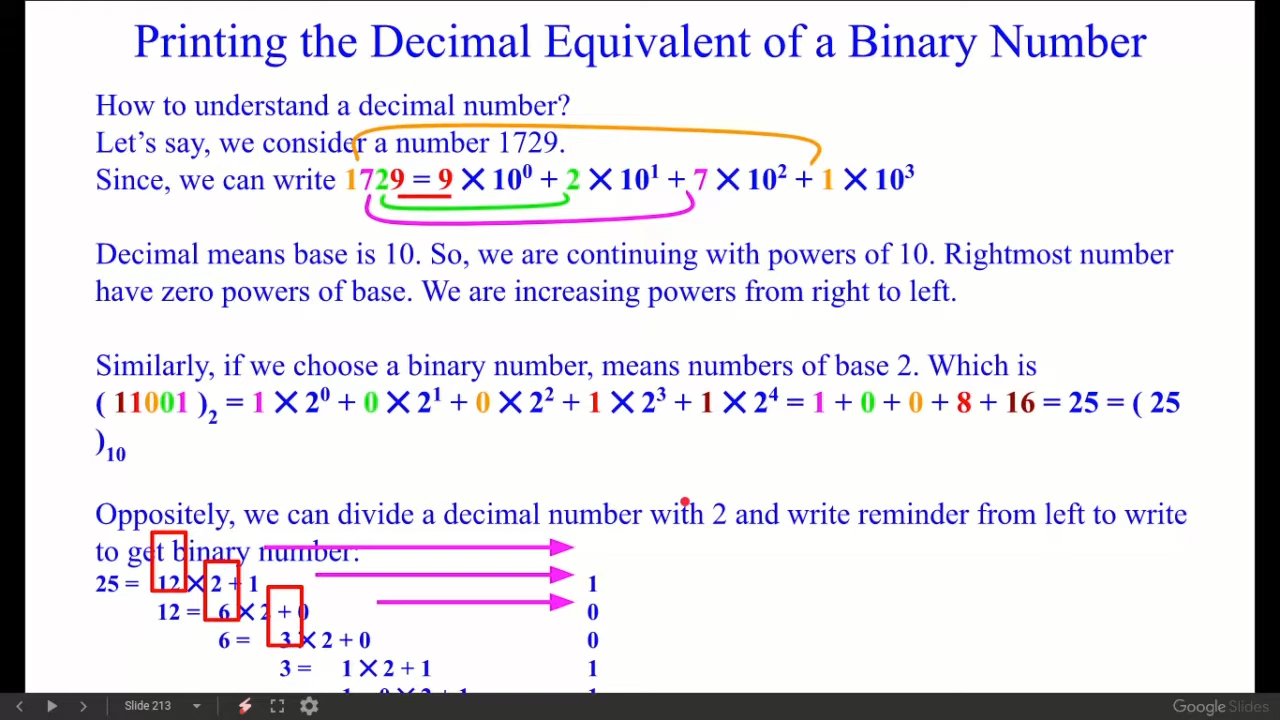 Printing the Decimal Equivalent of a Binary Number
How to understand a decimal number?
Let's say, we consider a number 1729.
Since, we can write 1729 = 9 ✕ 10⁰ + 2 ✕ 10¹ + 7 ✕ 10² + 1 ✕ 10³
Decimal means base is 10. So, we are continuing with powers of 10. Rightmost number
have zero powers of base. We are increasing powers from right to left.
Similarly, if we choose a binary number, means numbers of base 2. Which is
( 11001 )₂ = 1 ✕ 2⁰ + 0 ✕ 2¹ + 0 ✕ 2² + 1 ✕ 2³ + 1 ✕ 2⁴ = 1 + 0 + 0 + 8 + 16 = 25 = ( 25
)₁₀
Oppositely, we can divide a decimal number with 2 and write reminder from left to write
to get binary number:
25 = 12 ✕ 2 + 1 1
12 = 6 ✕ 2 + 0 0
6 = 3 ✕ 2 + 0 0
3 = 1 ✕ 2 + 1 1
Slide 213
Google Slides